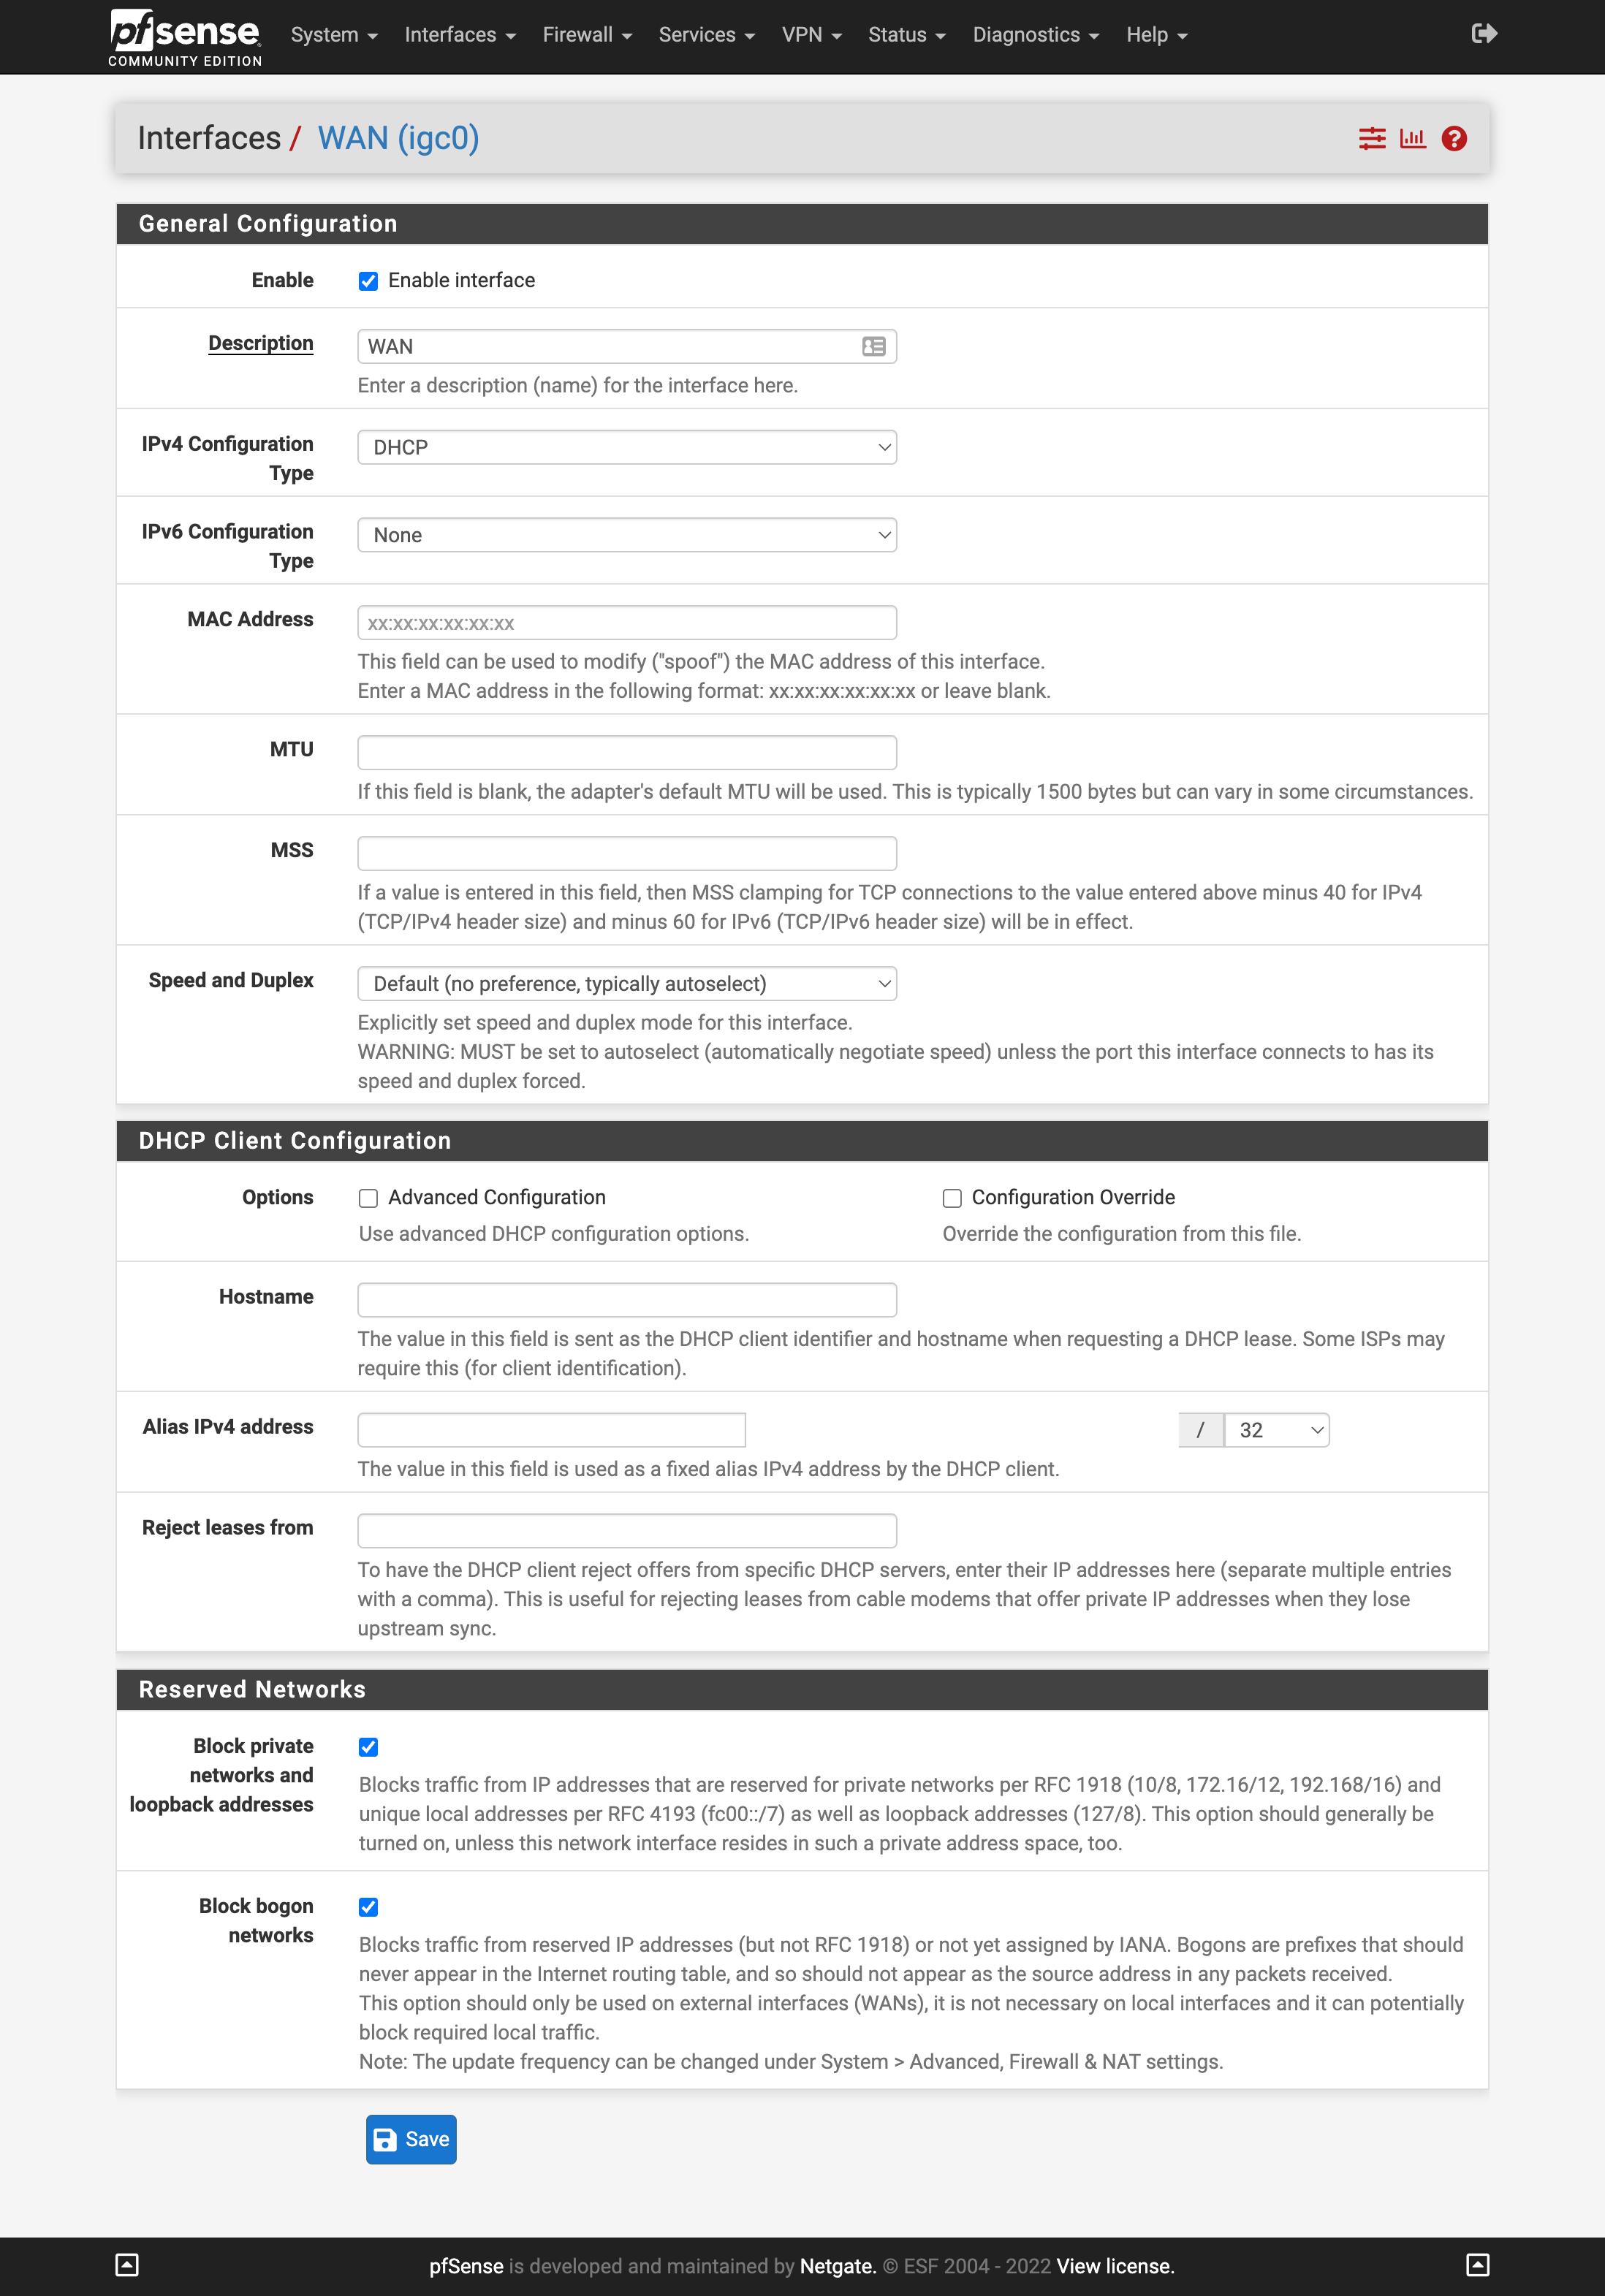 pfsense
COMMUNITY EDITION
System
Interfaces
Firewall
Services
VPN
Status
Diagnostics
Help
Interfaces / WAN (igc0)
General Configuration
Enable
Enable interface
Description
WAN
Enter a description (name) for the interface here.
IPv4 Configuration
Type
DHCP
IPv6 Configuration
Type
None
MAC Address
xx:xx:xx:xx:xx:xx
This field can be used to modify ("spoof") the MAC address of this interface.
Enter a MAC address in the following format: xx:xx:xx:xx:xx:xx or leave blank.
MTU
If this field is blank, the adapter's default MTU will be used. This is typically 1500 bytes but can vary in some circumstances.
MSS
If a value is entered in this field, then MSS clamping for TCP connections to the value entered above minus 40 for IPv4
(TCP/IPv4 header size) and minus 60 for IPv6 (TCP/IPv6 header size) will be in effect.
Speed and Duplex
Default (no preference, typically autoselect)
Explicitly set speed and duplex mode for this interface.
WARNING: MUST be set to autoselect (automatically negotiate speed) unless the port this interface connects to has its
speed and duplex forced.
DHCP Client Configuration
Options
Advanced Configuration
Use advanced DHCP configuration options.
Configuration Override
Override the configuration from this file.
Hostname
The value in this field is sent as the DHCP client identifier and hostname when requesting a DHCP lease. Some ISPs may
require this (for client identification).
Alias IPv4 address
/ 32
The value in this field is used as a fixed alias IPv4 address by the DHCP client.
Reject leases from
To have the DHCP client reject offers from specific DHCP servers, enter their IP addresses here (separate multiple entries
with a comma). This is useful for rejecting leases from cable modems that offer private IP addresses when they lose
upstream sync.
Reserved Networks
Block private
networks and
loopback addresses
Blocks traffic from IP addresses that are reserved for private networks per RFC 1918 (10/8, 172.16/12, 192.168/16) and
unique local addresses per RFC 4193 (fc00::/7) as well as loopback addresses (127/8). This option should generally be
turned on, unless this network interface resides in such a private address space, too.
Block bogon
networks
Blocks traffic from reserved IP addresses (but not RFC 1918) or not yet assigned by IANA. Bogons are prefixes that should
never appear in the Internet routing table, and so should not appear as the source address in any packets received.
This option should only be used on external interfaces (WANs), it is not necessary on local interfaces and it can potentially
block required local traffic.
Note: The update frequency can be changed under System > Advanced, Firewall & NAT settings.
Save
pfSense is developed and maintained by Netgate. © ESF 2004 - 2022 View license.